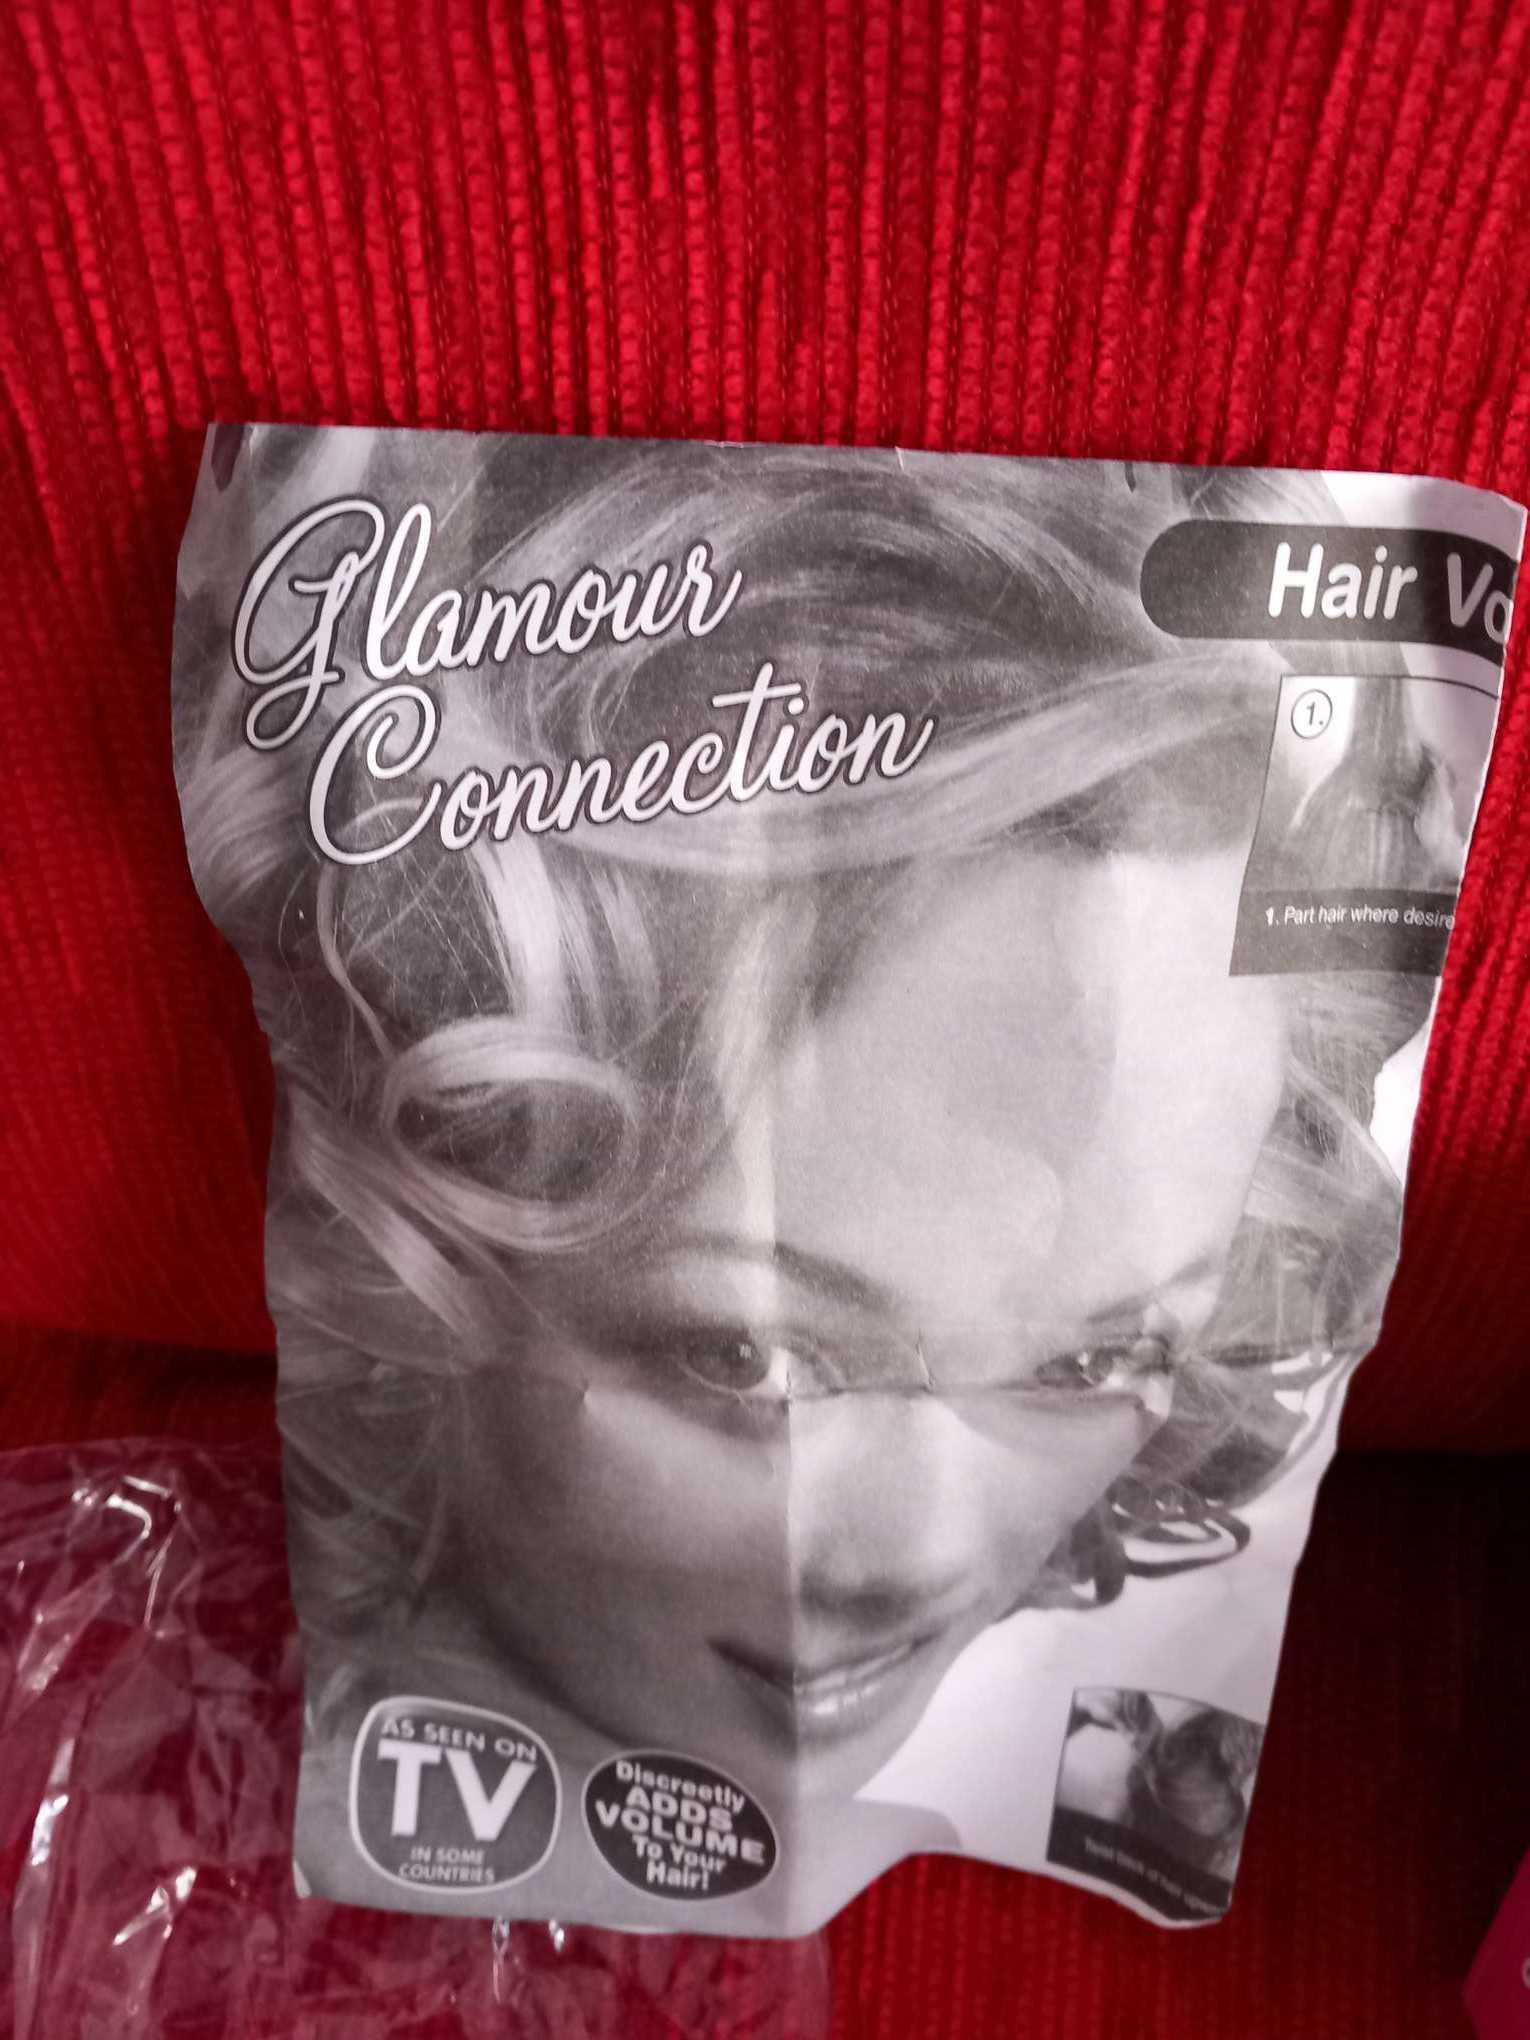 Glamour
Connection
Hair Vo
1.
1. Part hair where desire
AS SEEN ON
TV
IN SOME
COUNTRIES
Discreetly
ADDS
VOLUME
To Your
Hair!